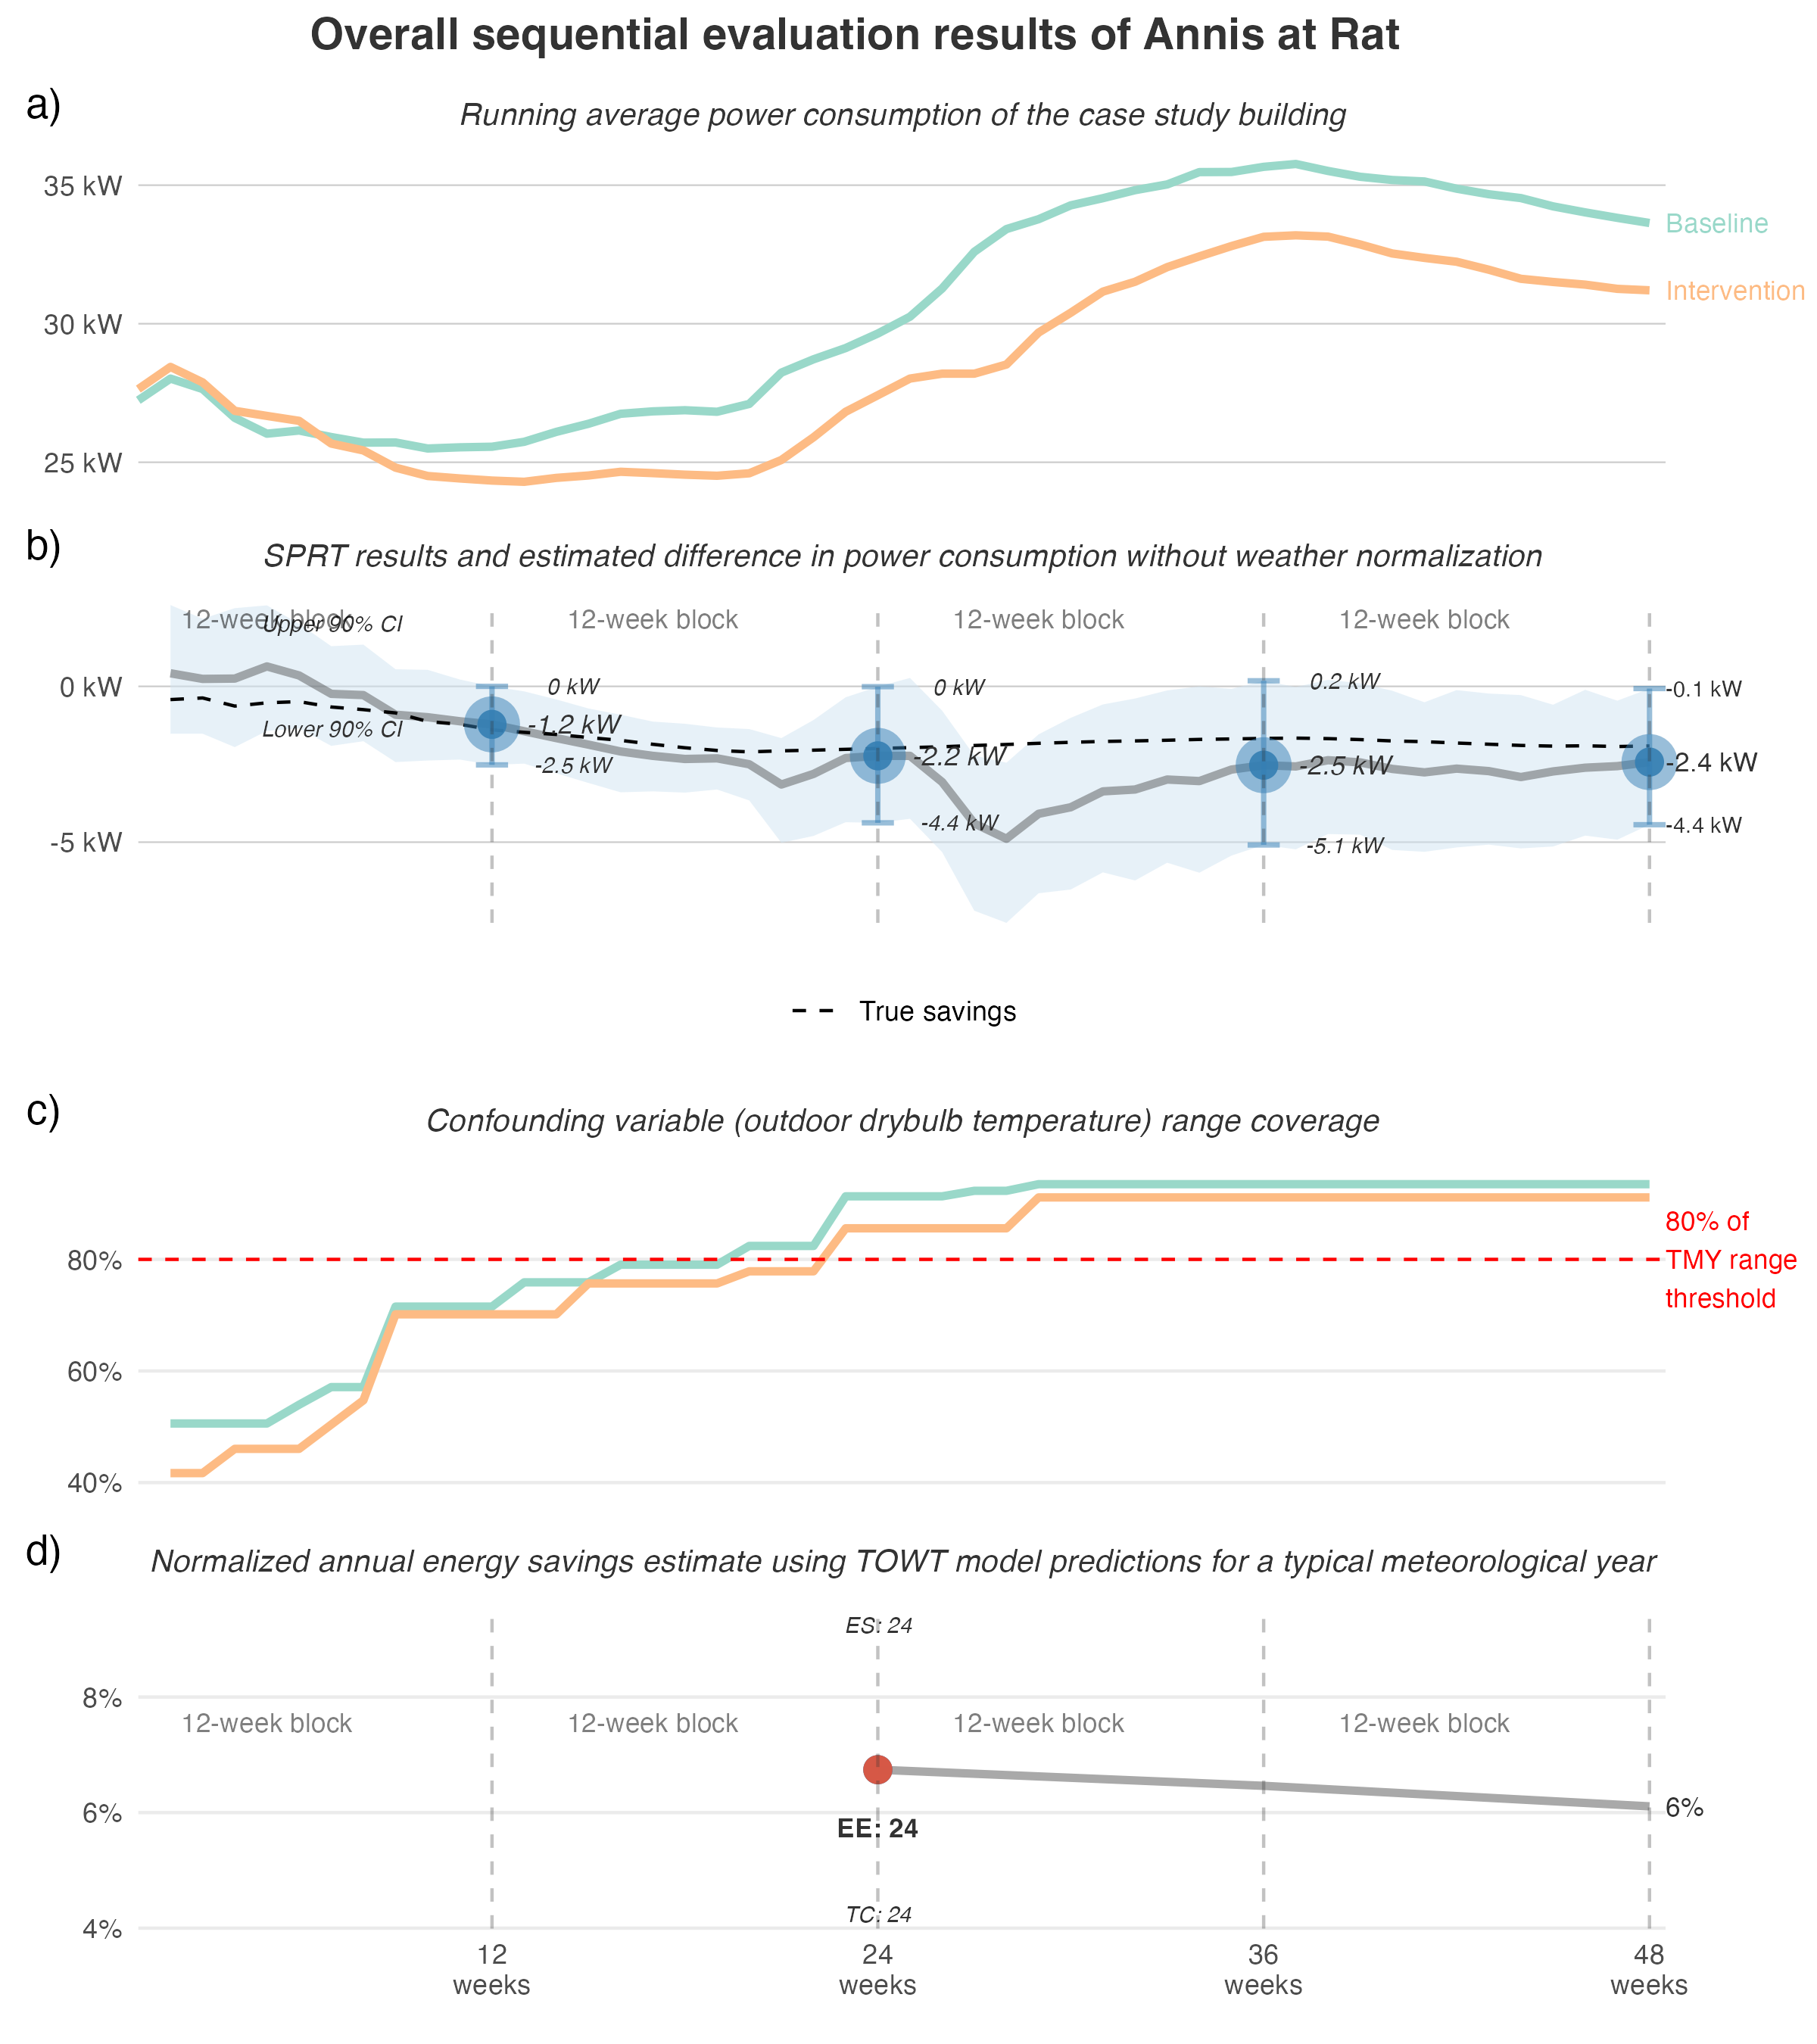 Overall sequential evaluation results of Annis at Rat
a)
Running average power consumption of the case study building
35 kW
30 kW
25 kW
Baseline
Intervention
b)
SPRT results and estimated difference in power consumption without weather normalization
12-week block
12-week block
12-week block
12-week block
Upper 90% CI
Lower 90% CI
0 kW
-5 kW
0 kW
-1.2 kW
-2.5 kW
0 kW
-2.2 kW
-4.4 kW
0.2 kW
-2.5 kW
-5.1 kW
-0.1 kW
-2.4 kW
-4.4 kW
True savings
c)
Confounding variable (outdoor drybulb temperature) range coverage
80%
60%
40%
80% of
TMY range
threshold
d)
Normalized annual energy savings estimate using TOWT model predictions for a typical meteorological year
ES: 24
8%
12-week block
12-week block
12-week block
12-week block
6%
6%
EE: 24
TC: 24
4%
12
weeks
24
weeks
36
weeks
48
weeks